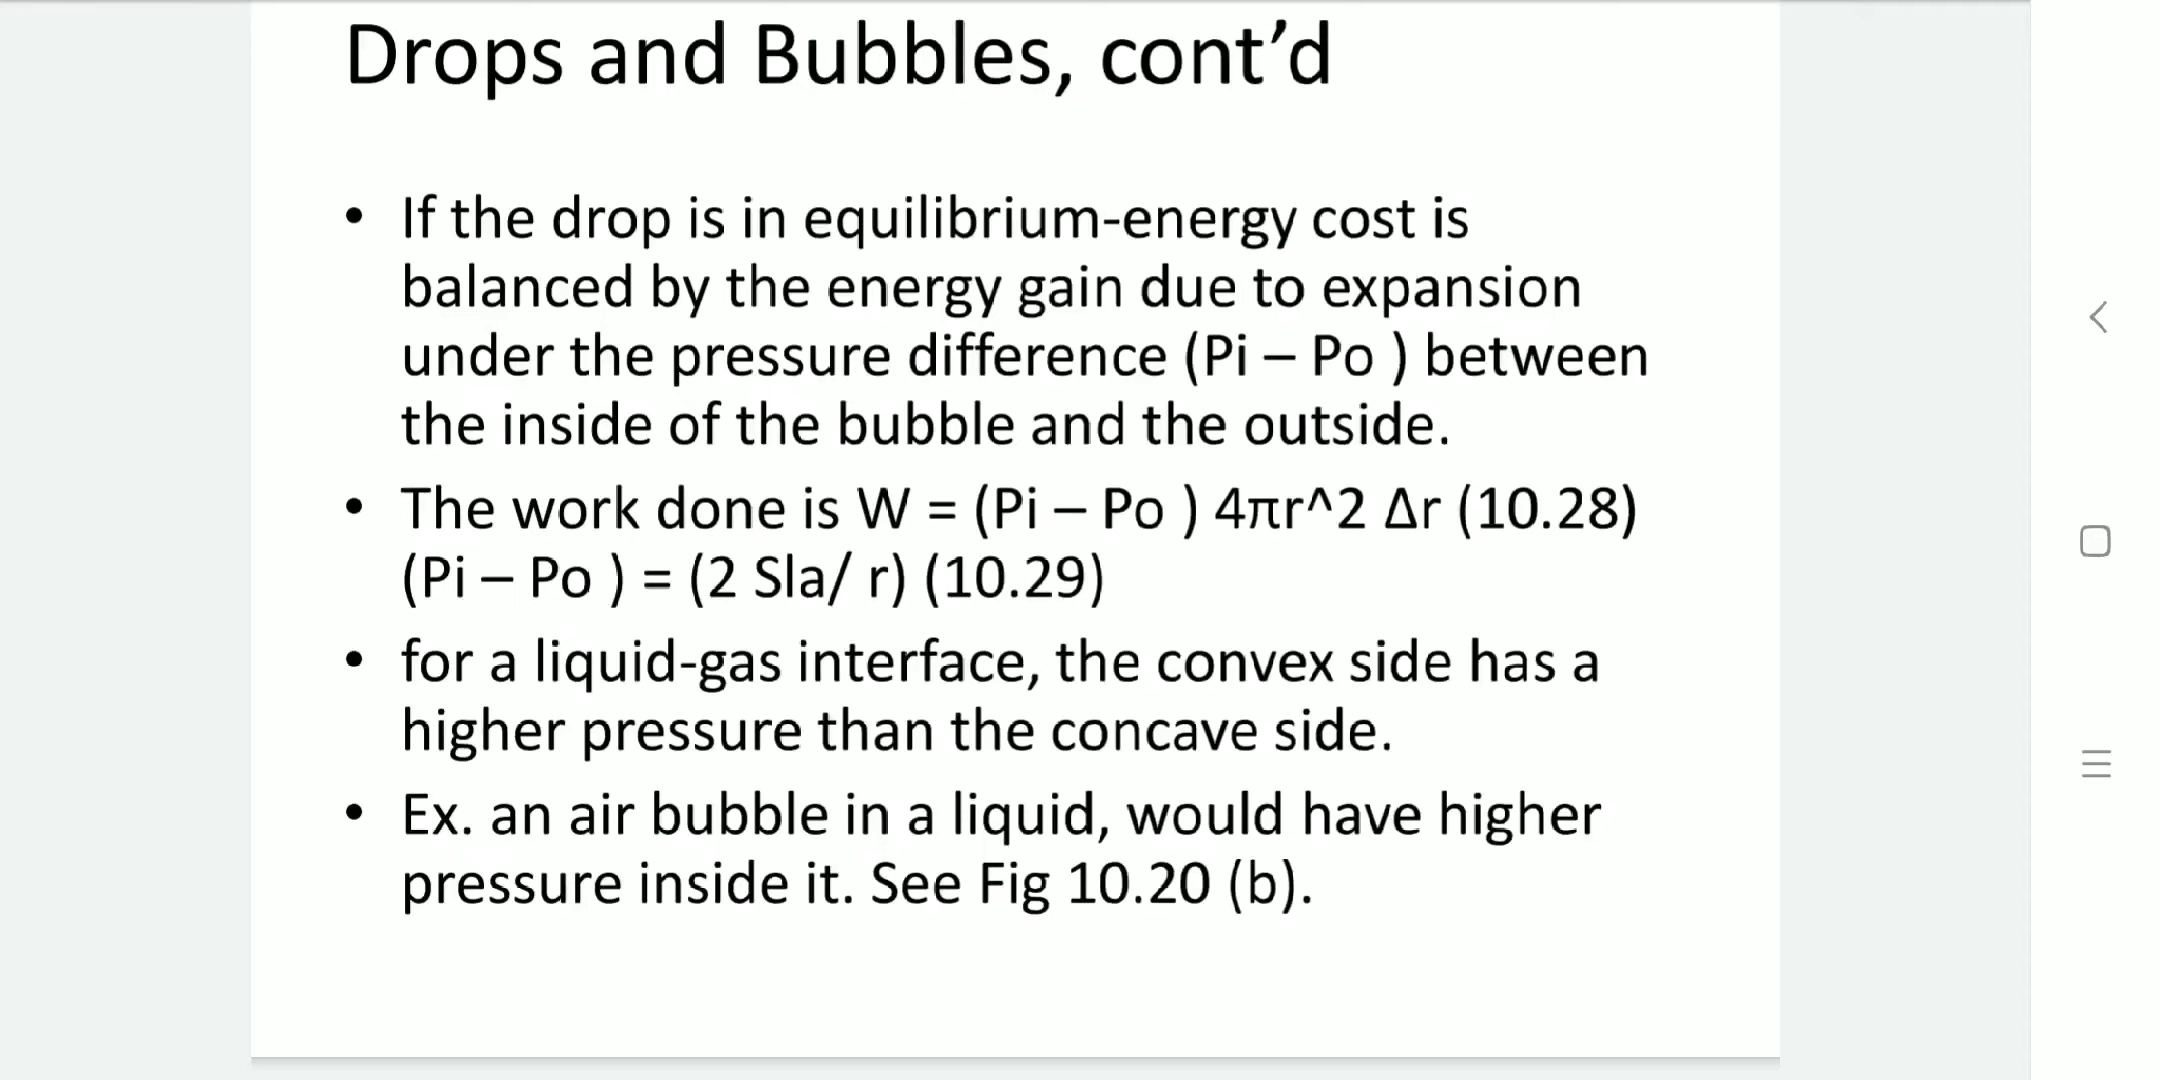 Drops and Bubbles, cont’d
• If the drop is in equilibrium-energy cost is
balanced by the energy gain due to expansion
under the pressure difference (Pi – Po ) between
the inside of the bubble and the outside.
• The work done is W = (Pi – Po ) 4πr^2 Δr (10.28)
(Pi – Po ) = (2 Sla/ r) (10.29)
• for a liquid-gas interface, the convex side has a
higher pressure than the concave side.
• Ex. an air bubble in a liquid, would have higher
pressure inside it. See Fig 10.20 (b).